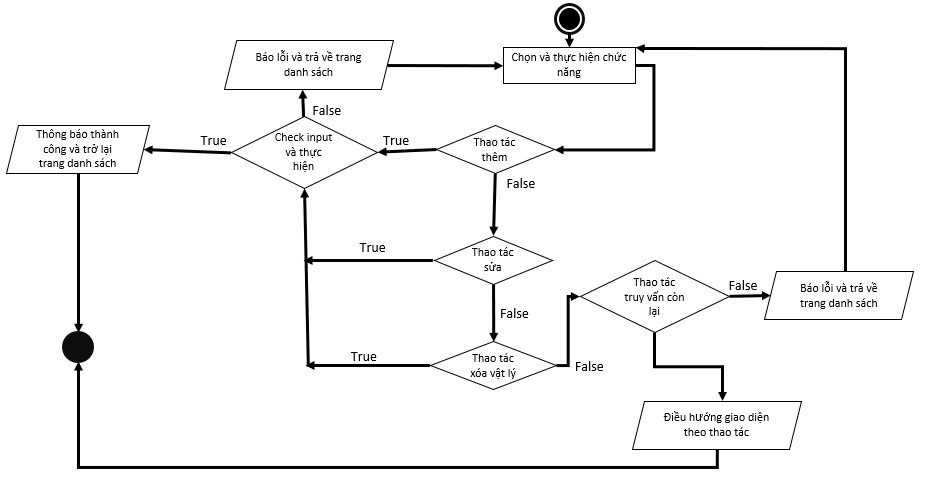 Báo lỗi và trả về trang
danh sách
Chọn và thực hiện chức
năng
False
Thông báo thành
công và trở lại
trang danh sách
True
Check input
và thực
hiện
True
Thao tác
thêm
False
True
Thao tác
sửa
False
Thao tác
truy vấn còn
lại
False
Báo lỗi và trả về
trang danh sách
True
Thao tác
xóa vật lý
False
Điều hướng giao diện
theo thao tác